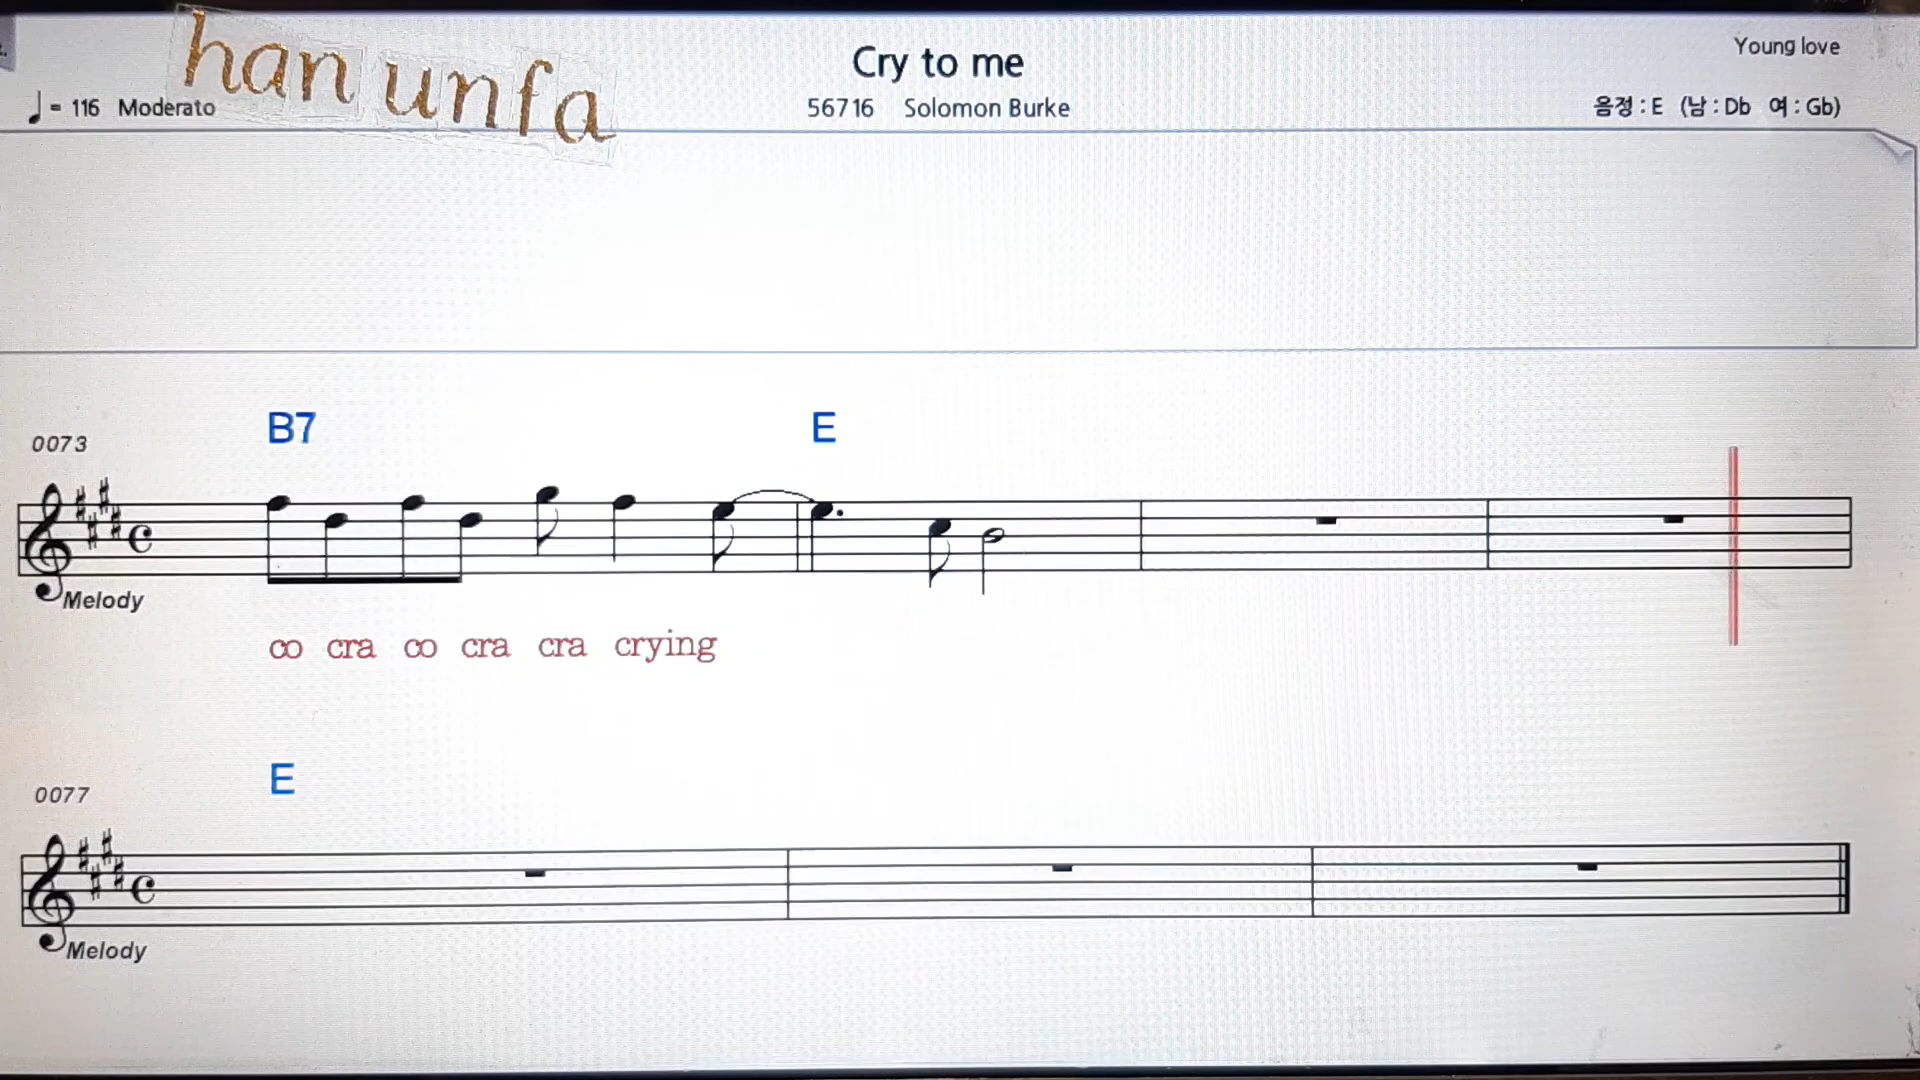 han unfa
Cry to me
Young love
= 116 Moderato
56716 Solomon Burke
음정 : E (남 : Db 여 : Gb)
B7 E
0073
Melody
co cra co cra cra crying
E
0077
Melody